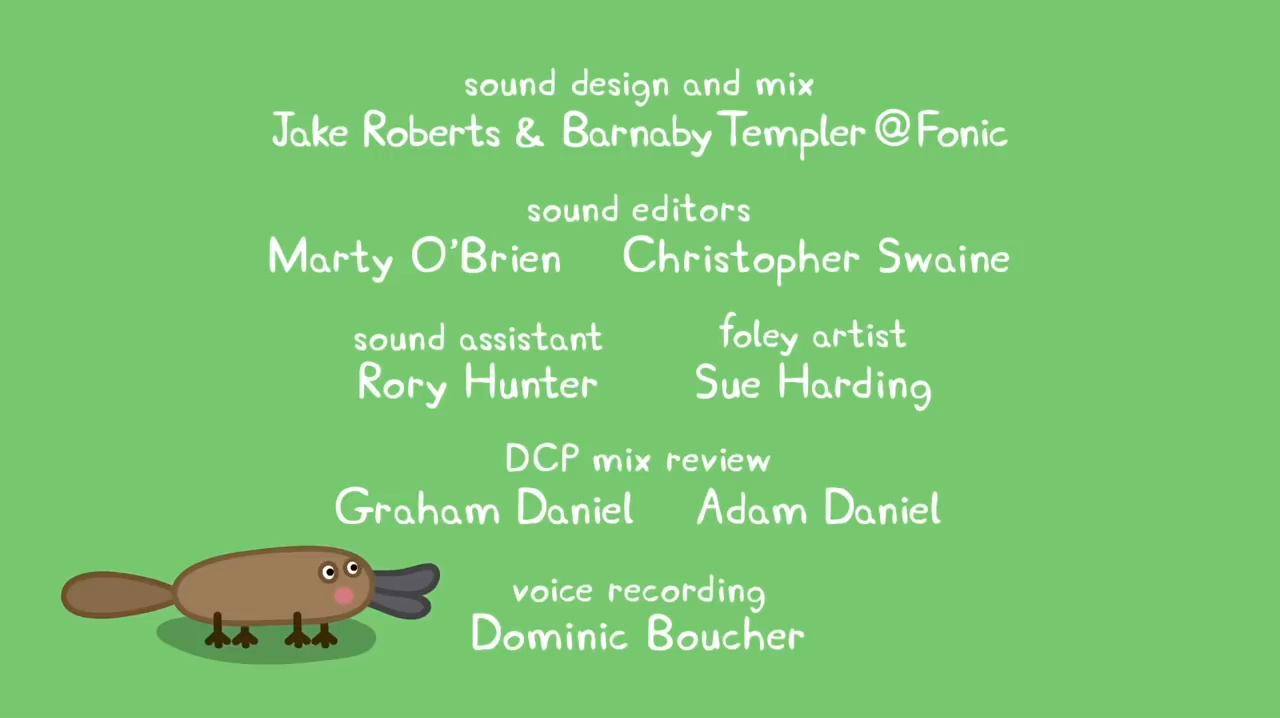 sound design and mix
Jake Roberts & Barnaby Templer @ Fonic
sound editors
Marty O'Brien Christopher Swaine
sound assistant foley artist
Rory Hunter Sue Harding
DCP mix review
Graham Daniel Adam Daniel
voice recording
Dominic Boucher